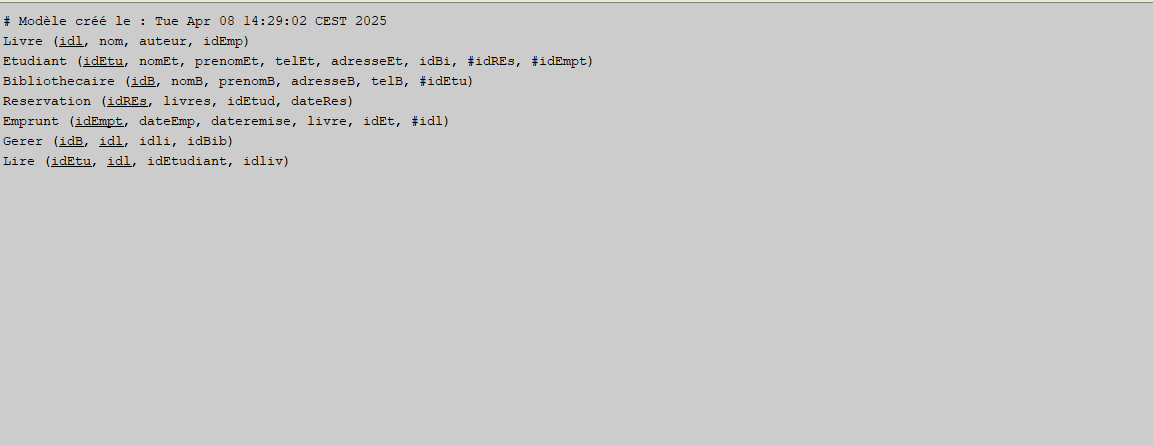 # Modèle créé le : Tue Apr 08 14:29:02 CEST 2025
Livre (idl, nom, auteur, idEmp)
Etudiant (idEtu, nomEt, prenomEt, telEt, adresseEt, idBi, #idREs, #idEmpt)
Bibliothecaire (idB, nomB, prenomB, adresseB, telB, #idEtu)
Reservation (idREs, livres, idEtud, dateRes)
Emprunt (idEmpt, dateEmp, dateremise, livre, idEt, #idl)
Gerer (idB, idl, idli, idBib)
Lire (idEtu, idl, idEtudiant, idliv)